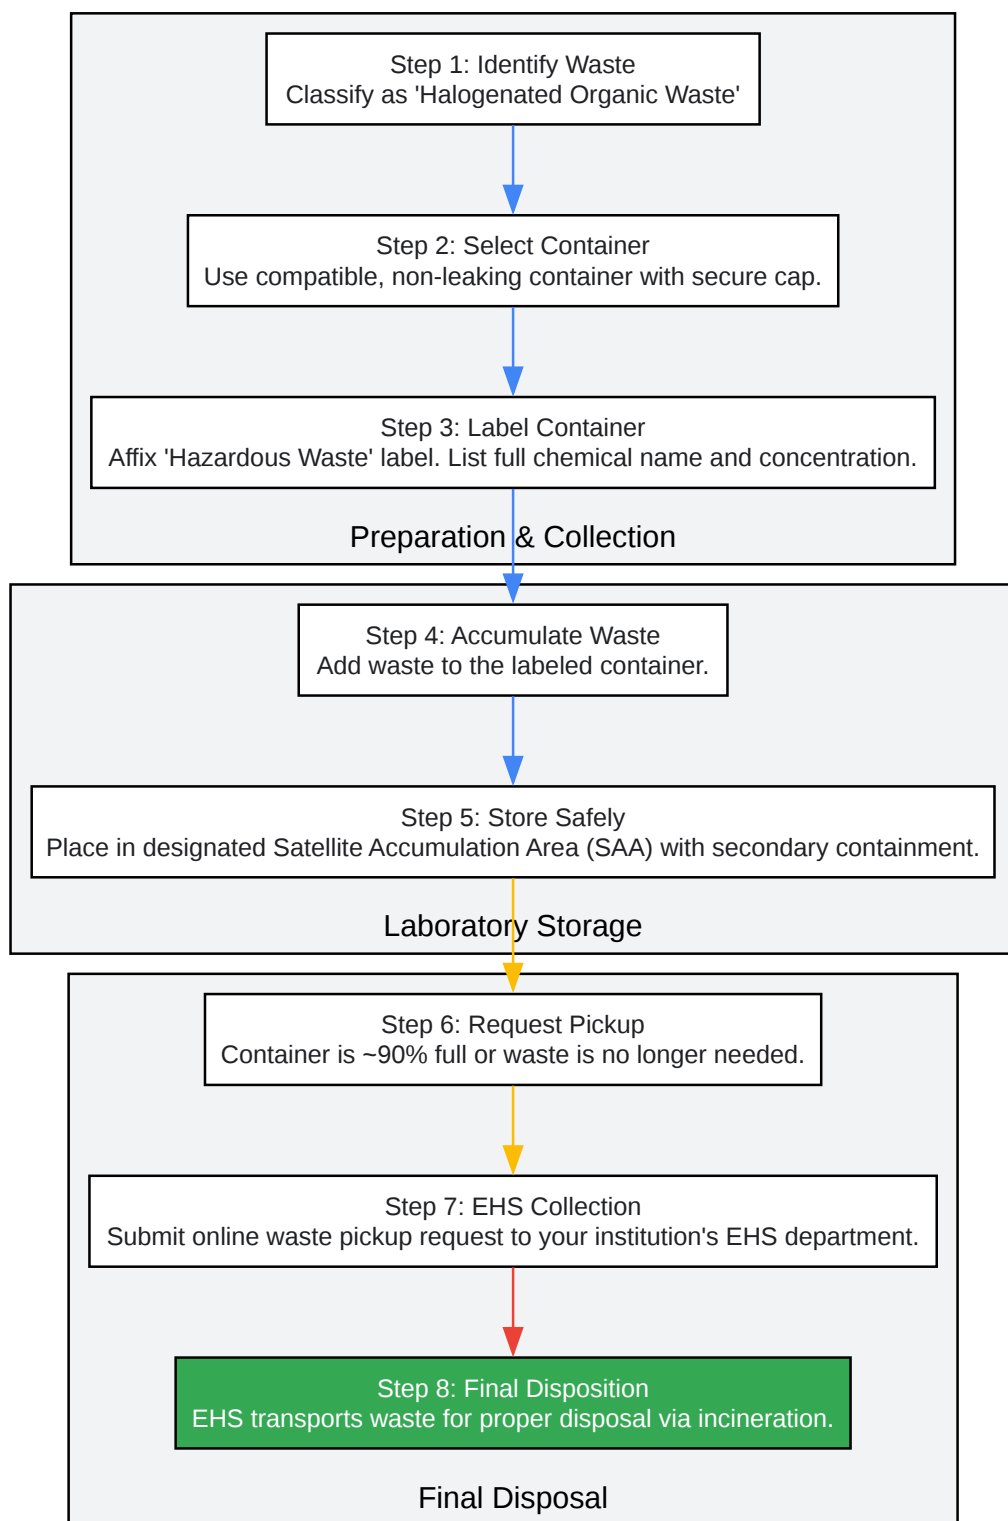 Step 1: Identify Waste
Classify as 'Halogenated Organic Waste'
Step 2: Select Container
Use compatible, non-leaking container with secure cap.
Step 3: Label Container
Affix 'Hazardous Waste' label. List full chemical name and concentration.
Preparation & Collection
Step 4: Accumulate Waste
Add waste to the labeled container.
Step 5: Store Safely
Place in designated Satellite Accumulation Area (SAA) with secondary containment.
Laboratory Storage
Step 6: Request Pickup
Container is ~90% full or waste is no longer needed.
Step 7: EHS Collection
Submit online waste pickup request to your institution's EHS department.
Step 8: Final Disposition
EHS transports waste for proper disposal via incineration.
Final Disposal